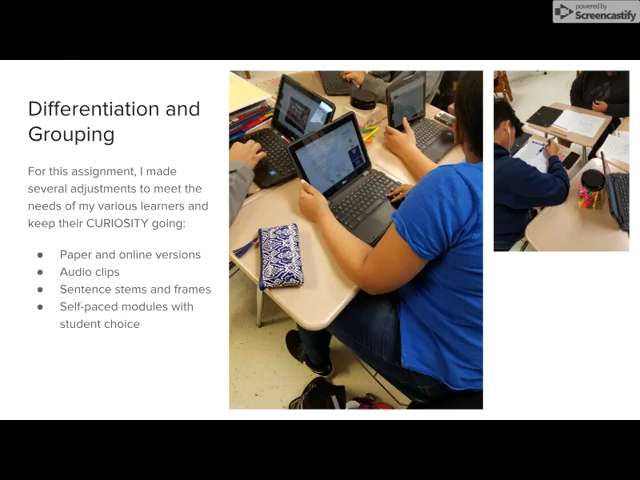 powered by
Screencastify
Differentiation and
Grouping
For this assignment, I made
several adjustments to meet the
needs of my various learners and
keep their CURIOSITY going:
● Paper and online versions
● Audio clips
● Sentence stems and frames
● Self-paced modules with
student choice